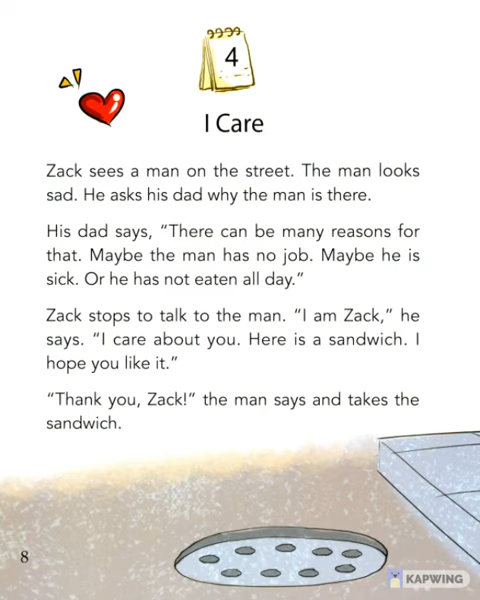 4
I Care
Zack sees a man on the street. The man looks
sad. He asks his dad why the man is there.
His dad says, “There can be many reasons for
that. Maybe the man has no job. Maybe he is
sick. Or he has not eaten all day.”
Zack stops to talk to the man. “I am Zack,” he
says. “I care about you. Here is a sandwich. I
hope you like it.”
“Thank you, Zack!” the man says and takes the
sandwich.
8
KAPWING